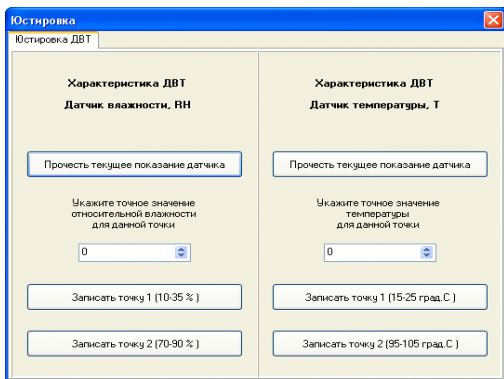 Юстировка
Юстировка ДВТ
Характеристика ДВТ
Датчик влажности, RH
Прочесть текущее показание датчика
Укажите точное значение
относительной влажности
для данной точки
0
Записать точку 1 (10-35 % )
Записать точку 2 (70-90 % )
Характеристика ДВТ
Датчик температуры, T
Прочесть текущее показание датчика
Укажите точное значение
температуры
для данной точки
0
Записать точку 1 (15-25 град.С )
Записать точку 2 (95-105 град.С )